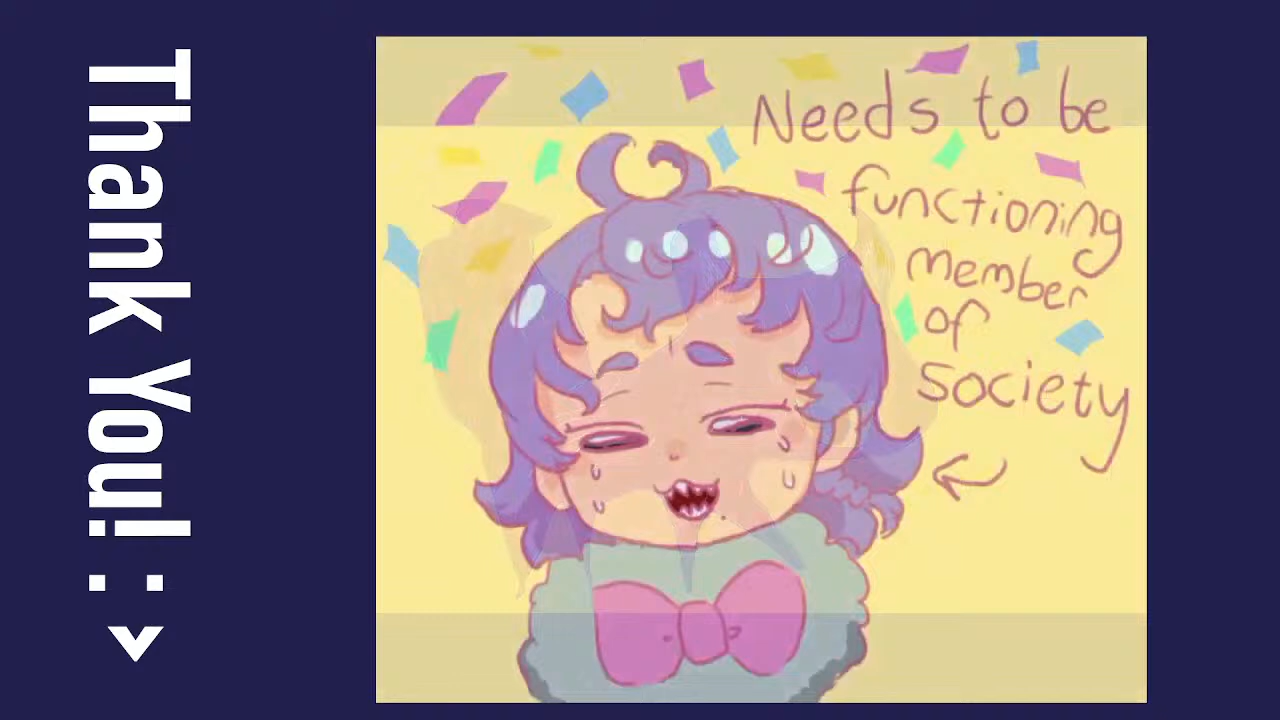 Thank You! :>
Needs to be
functioning
member
of
society